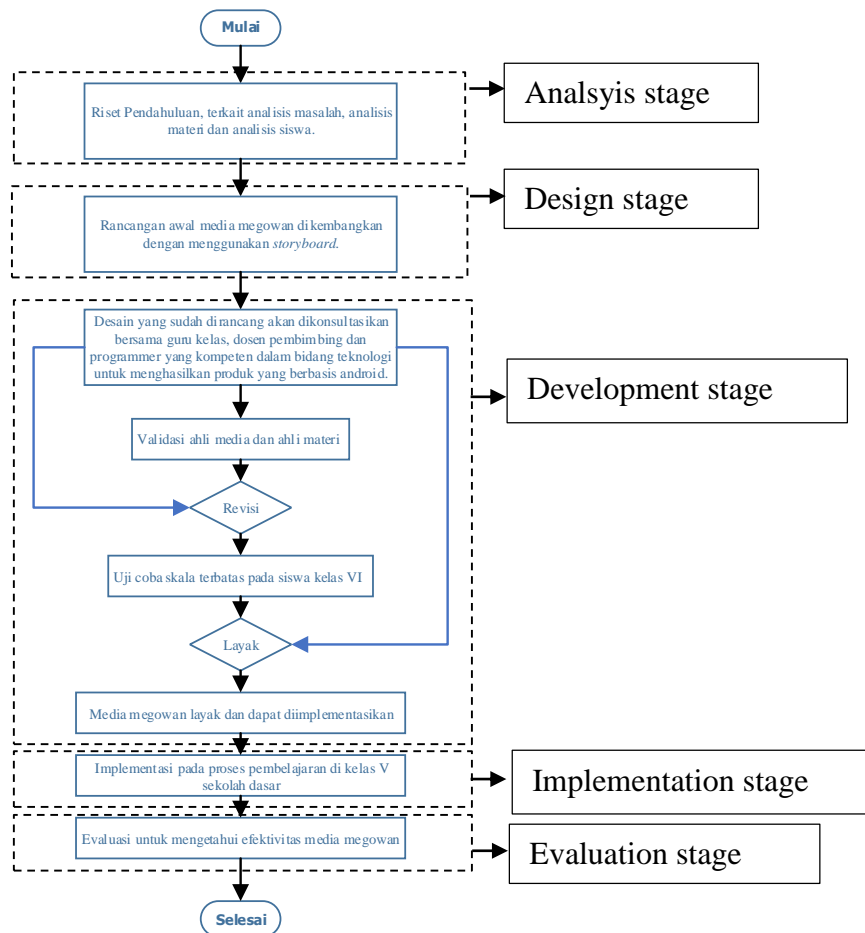 Mulai
Analsyis stage
Riset Pendahuluan, terkait analisis masalah, analisis
materi dan analisis siswa.
Design stage
Rancangan awal media megowan dikembangkan
dengan menggunakan storyboard.
Desain yang sudah dirancang akan dikonsultasikan
bersama guru kelas, dosen pembimbing dan
programmer yang kompeten dalam bidang teknologi
untuk menghasilkan produk yang berbasis android.
Development stage
Validasi ahli media dan ahli materi
Revisi
Uji coba skala terbatas pada siswa kelas VI
Layak
Media megowan layak dan dapat diimplementasikan
Implementasi pada proses pembelajaran di kelas V
sekolah dasar
Implementation stage
Evaluasi untuk mengetahui efektivitas media megowan
Evaluation stage
Selesai